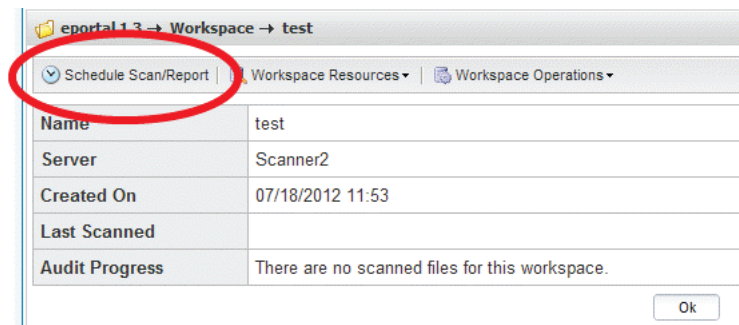 eportal 1.3 → Workspace → test
Schedule Scan/Report | Workspace Resources ▾ | Workspace Operations ▾
Name test
Server Scanner2
Created On 07/18/2012 11:53
Last Scanned
Audit Progress There are no scanned files for this workspace.
Ok